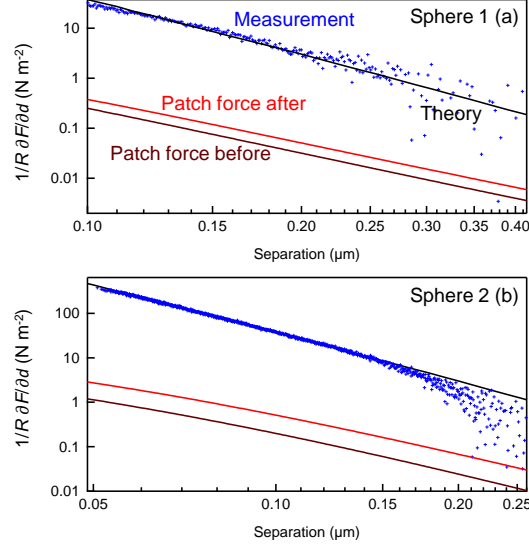 Sphere 1 (a)
Measurement
10
1
0.1
0.01
1/R ∂F/∂d (N m-2)
Patch force after
Patch force before
Theory
0.10 0.15 0.20 0.25 0.30 0.35 0.40
Separation (µm)
Sphere 2 (b)
100
10
1
0.1
0.01
1/R ∂F/∂d (N m-2)
0.05 0.10 0.15 0.20 0.25
Separation (µm)